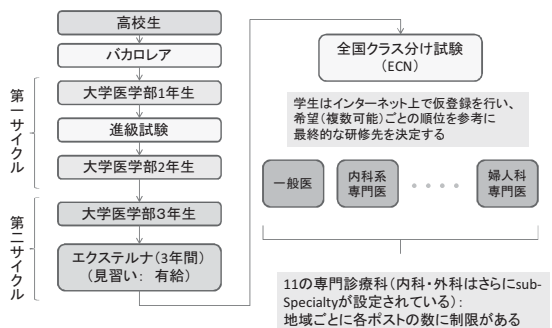 高校生
バカロレア
第一サイクル
大学医学部1年生
進級試験
大学医学部2年生
第二サイクル
大学医学部3年生
エクステルナ(3年間)
(見習い: 有給)
全国クラス分け試験
(ECN)
学生はインターネット上で仮登録を行い、
希望(複数可能)ごとの順位を参考に
最終的な研修先を決定する
一般医
内科系
専門医
・・・・
婦人科
専門医
11の専門診療科(内科・外科はさらにsub-
Specialtyが設定されている):
地域ごとに各ポストの数に制限がある